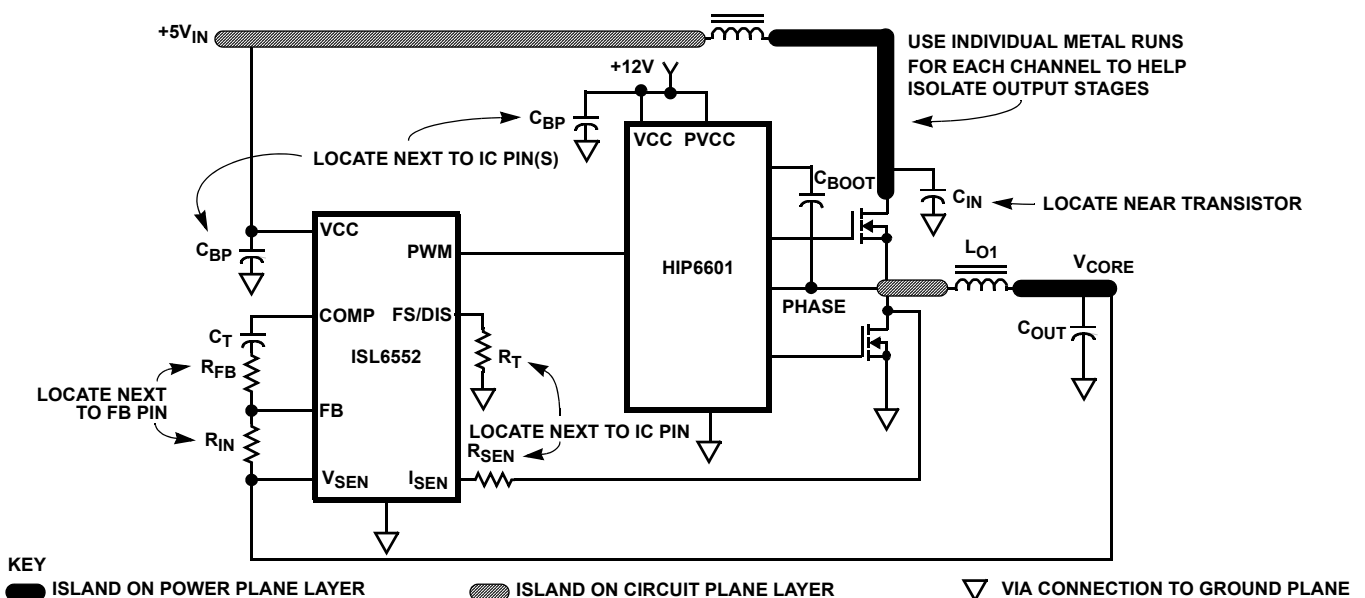 +5VIN
USE INDIVIDUAL METAL RUNS
FOR EACH CHANNEL TO HELP
ISOLATE OUTPUT STAGES
+12V
CBP
LOCATE NEXT TO IC PIN(S)
VCC PVCC
CBOOT
CIN
LOCATE NEAR TRANSISTOR
VCC
CBP
PWM
HIP6601
LO1
VCORE
PHASE
COMP
FS/DIS
COUT
CT
RFB
ISL6552
RT
LOCATE NEXT
TO FB PIN
FB
RIN
LOCATE NEXT TO IC PIN
RSEN
VSEN
ISEN
KEY
ISLAND ON POWER PLANE LAYER
ISLAND ON CIRCUIT PLANE LAYER
VIA CONNECTION TO GROUND PLANE